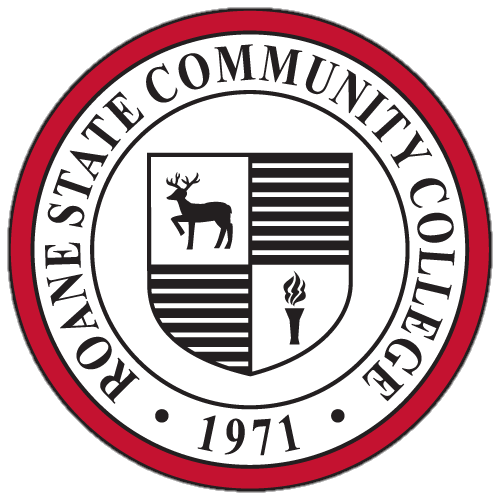 ROANE STATE COMMUNITY COLLEGE
• 1971 •